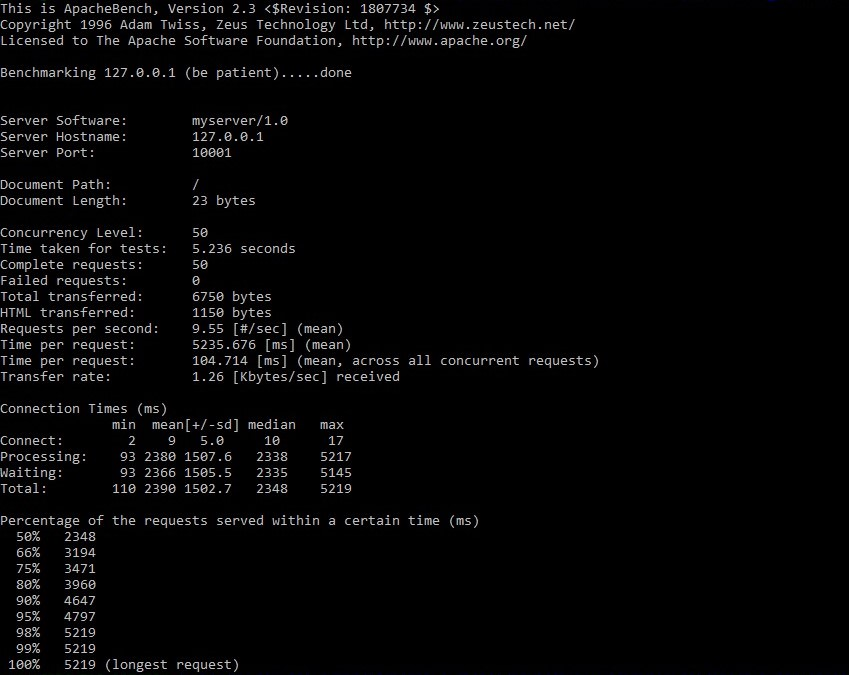 This is ApacheBench, Version 2.3 <$Revision: 1807734 $>
Copyright 1996 Adam Twiss, Zeus Technology Ltd, http://www.zeustech.net/
Licensed to The Apache Software Foundation, http://www.apache.org/
Benchmarking 127.0.0.1 (be patient).....done
Server Software:        myserver/1.0
Server Hostname:        127.0.0.1
Server Port:            10001
Document Path:          /
Document Length:        23 bytes
Concurrency Level:      50
Time taken for tests:   5.236 seconds
Complete requests:      50
Failed requests:        0
Total transferred:      6750 bytes
HTML transferred:       1150 bytes
Requests per second:    9.55 [#/sec] (mean)
Time per request:       5235.676 [ms] (mean)
Time per request:       104.714 [ms] (mean, across all concurrent requests)
Transfer rate:          1.26 [Kbytes/sec] received
Connection Times (ms)
              min  mean[+/-sd] median   max
Connect:        2    9   5.0     10      17
Processing:    93 2380 1507.6   2338    5217
Waiting:       93 2366 1505.5   2335    5145
Total:        110 2390 1502.7   2348    5219
Percentage of the requests served within a certain time (ms)
  50%   2348
  66%   3194
  75%   3471
  80%   3960
  90%   4647
  95%   4797
  98%   5219
  99%   5219
 100%   5219 (longest request)